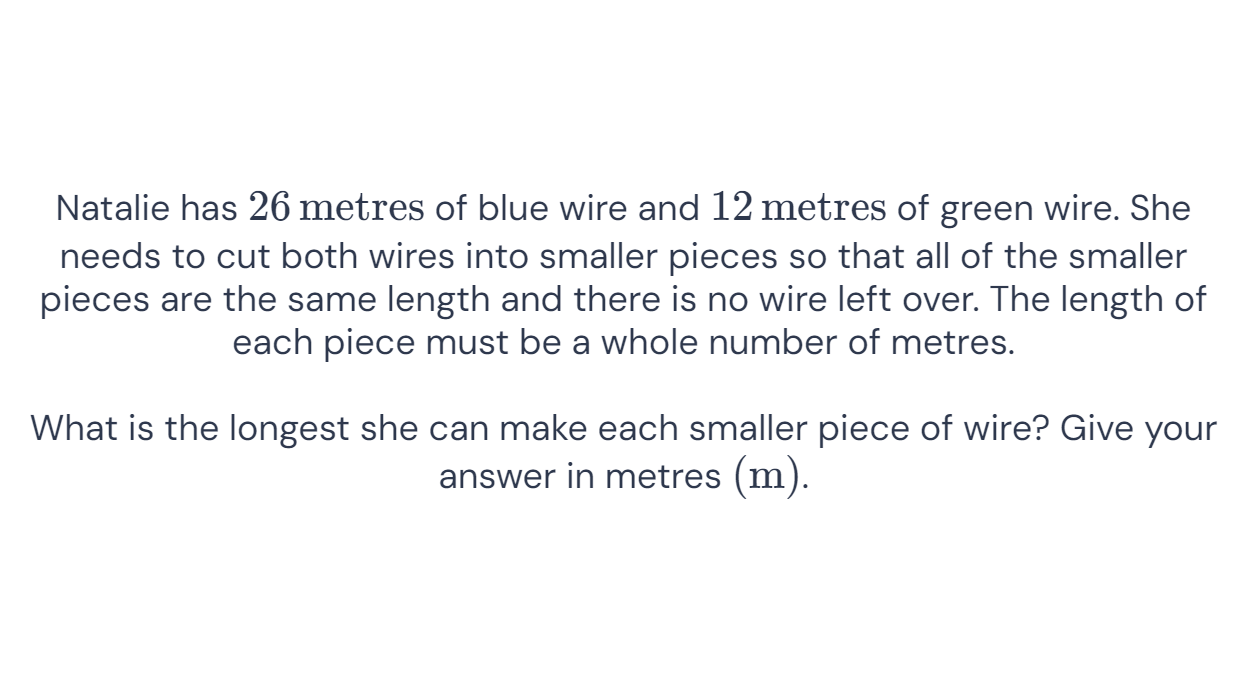 Natalie has 26 metres of blue wire and 12 metres of green wire. She
needs to cut both wires into smaller pieces so that all of the smaller
pieces are the same length and there is no wire left over. The length of
each piece must be a whole number of metres.
What is the longest she can make each smaller piece of wire? Give your
answer in metres (m).